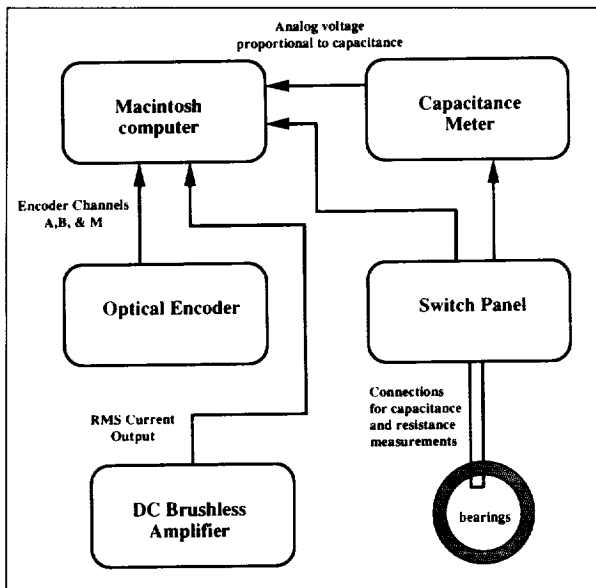 Analog voltage
proportional to capacitance
Macintosh
computer
Capacitance
Meter
Encoder Channels
A,B, & M
Optical Encoder
Switch Panel
RMS Current
Output
Connections
for capacitance
and resistance
measurements
DC Brushless
Amplifier
bearings